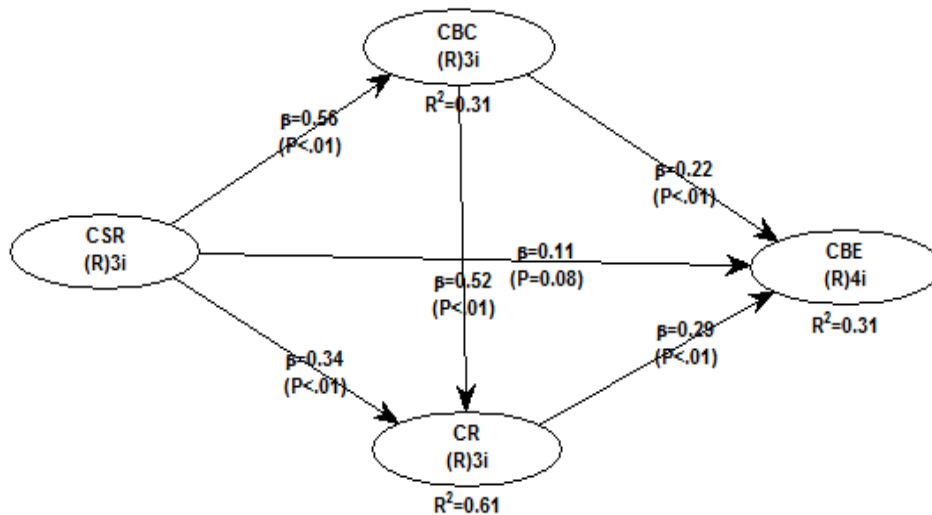 CBC
(R)3i
R²=0.31
β=0.56
(P<.01)
β=0.22
(P<.01)
CSR
(R)3i
β=0.11
(P=0.08)
CBE
(R)4i
R²=0.31
β=0.52
(P<.01)
β=0.34
(P<.01)
β=0.29
(P<.01)
CR
(R)3i
R²=0.61